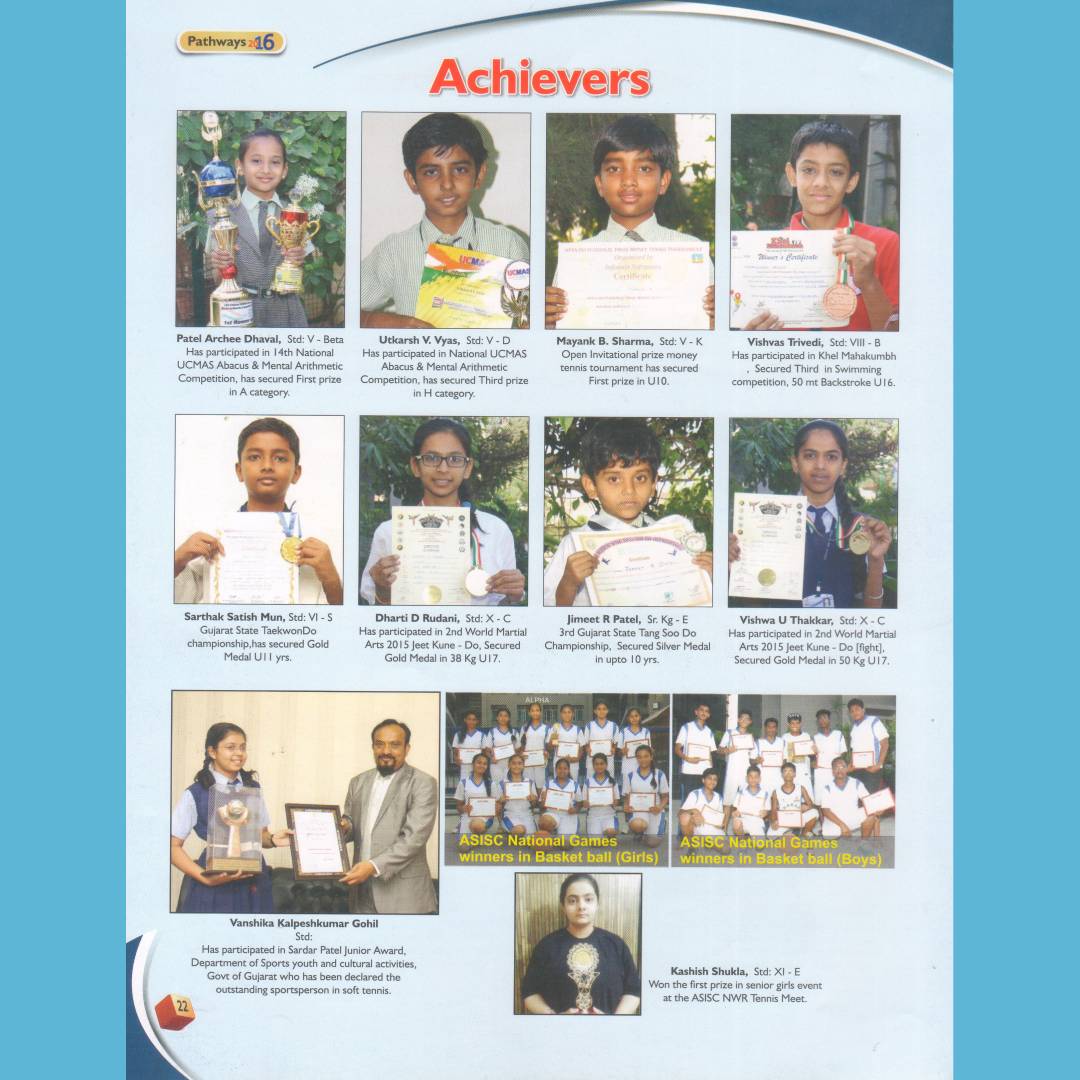 Pathways 2016
Achievers
UCMAS
UCMAS
Organised by
Certificate
Winner's Certificate
Patel Archee Dhaval, Std: V - Beta
Has participated in 14th National
UCMAS Abacus & Mental Arithmetic
Competition, has secured First prize
in A category.
Utkarsh V. Vyas, Std: V - D
Has participated in National UCMAS
Abacus & Mental Arithmetic
Competition, has secured Third prize
in H category.
Mayank B. Sharma, Std: V - K
Open Invitational prize money
tennis tournament has secured
First prize in U10.
Vishvas Trivedi, Std: VIII - B
Has participated in Khel Mahakumbh
, Secured Third in Swimming
competition, 50 mt Backstroke U16.
Sarthak Satish Mun, Std: VI - S
Gujarat State TaekwonDo
championship,has secured Gold
Medal U11 yrs.
Dharti D Rudani, Std: X - C
Has participated in 2nd World Martial
Arts 2015 Jeet Kune - Do, Secured
Gold Medal in 38 Kg U17.
Jimeet R Patel, Sr. Kg - E
3rd Gujarat State Tang Soo Do
Championship, Secured Silver Medal
in upto 10 yrs.
Vishwa U Thakkar, Std: X - C
Has participated in 2nd World Martial
Arts 2015 Jeet Kune - Do [fight],
Secured Gold Medal in 50 Kg U17.
ALPHA
ASISC National Games
winners in Basket ball (Girls)
ASISC National Games
winners in Basket ball (Boys)
Vanshika Kalpeshkumar Gohil
Std:
Has participated in Sardar Patel Junior Award,
Department of Sports youth and cultural activities,
Govt of Gujarat who has been declared the
outstanding sportsperson in soft tennis.
Kashish Shukla, Std: XI - E
Won the first prize in senior girls event
at the ASISC NWR Tennis Meet.
22